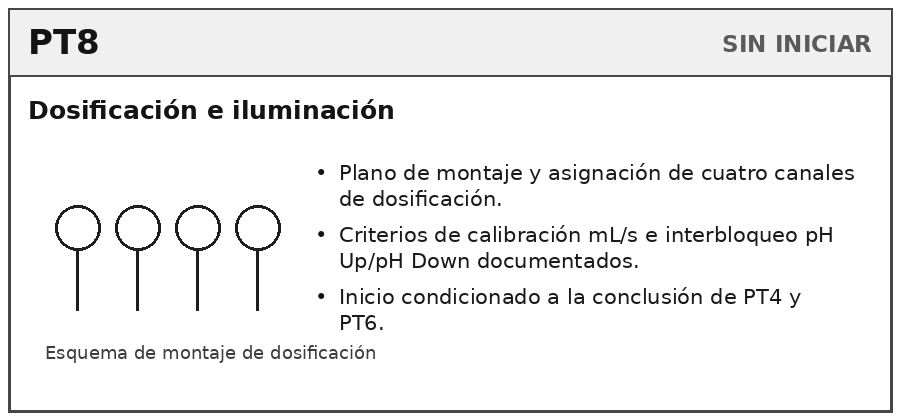 PT8
SIN INICIAR
Dosificación e iluminación
• Plano de montaje y asignación de cuatro canales
de dosificación.
• Criterios de calibración mL/s e interbloqueo pH
Up/pH Down documentados.
• Inicio condicionado a la conclusión de PT4 y
PT6.
Esquema de montaje de dosificación